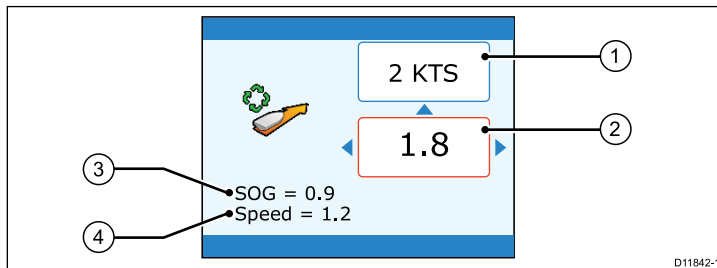 2 KTS
1
1.8
2
3
SOG = 0.9
Speed = 1.2
4
D11842-1